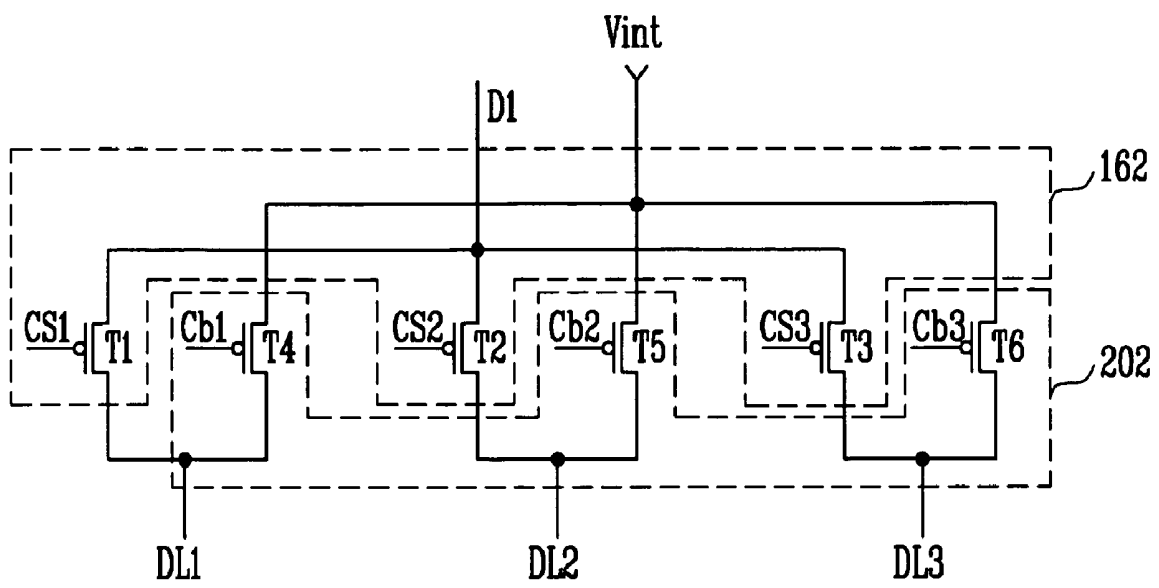 Vint
D1
162
CS1 T1 Cb1 T4 CS2 T2 Cb2 T5 CS3 T3 Cb3 T6
202
DL1 DL2 DL3